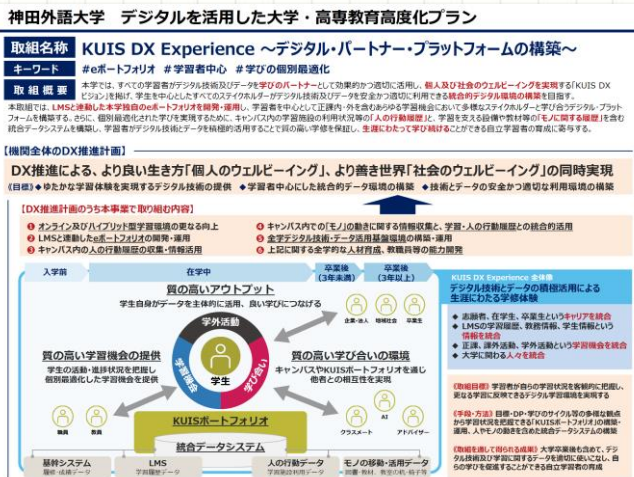 神田外語大学 デジタルを活用した大学・高専教育高度化プラン
取組名称 KUIS DX Experience ～デジタル・パートナー・プラットフォームの構築～
キーワード #eポートフォリオ #学習者中心 #学びの個別最適化
取組概要 本学では、すべての学習者がデジタル技術及びデータを学びのパートナーとして効果的かつ適切に活用し、個人及び社会のウェルビーイングを実現する「KUIS DX
ビジョン」を掲げ、学生を中心としたすべてのステイクホルダーがデジタル技術及びデータを安全かつ適切に利用できる統合的デジタル環境の構築を目指す。
本取組では、LMSと連動した本学独自のeポートフォリオを開発・運用し、学習者を中心として正課内・外を含むあらゆる学習機会において多様なステイクホルダーと学び合うデジタル・プラット
フォームを構築する。さらに、個別最適化された学びを実現するために、キャンパス内の学習施設の利用状況等の「人の行動履歴」と、学習を支える設備や教材等の「モノに関する履歴」を含む
統合データシステムを構築し、学習者がデジタル技術とデータを積極的活用することで質の高い学修を保証し、生涯にわたって学び続けることができる自立学習者の育成に寄与する。
【機関全体のDX推進計画】
DX推進による、より良い生き方「個人のウェルビーイング」、より善き世界「社会のウェルビーイング」の同時実現
《目標》◆ゆたかな学習体験を実現するデジタル技術の提供 ◆学習者中心にした統合的データ環境の構築 ◆技術とデータの安全かつ適切な利用環境の構築
【DX推進計画のうち本事業で取り組む内容】
❶ オンライン及びハイブリッド型学習環境の更なる向上
❷ LMSと連動したeポートフォリオの開発・運用
❸ キャンパス内の人の行動履歴の収集・情報活用
❹ キャンパス内での「モノ」の動きに関する情報収集と、学習・人の行動履歴との統合的活用
❺ 全学デジタル技術・データ活用基盤環境の構築・運用
❻ 上記に関する全学的な人材育成、教職員等の能力開発
入学前 在学中 卒業後(3年未満) 卒業後(3年以上)
質の高いアウトプット
学生自身がデータを主体的に活用、良い学びにつなげる
企業・法人 地域社会 卒業生
学外活動
学習機会
学び合い
学生
質の高い学習機会の提供
学生の活動・進捗状況を把握し
個別最適化した学習機会を提供
職員 教員
質の高い学び合いの環境
キャンパスやKUISポートフォリオを通じ
他者との相互性を実現
クラスメート AI アドバイザー
KUISポートフォリオ
統合データシステム
基幹システム
履修・成績データ
LMS
学習履歴データ
人の行動データ
学習施設利用データ
モノの移動・活用データ
KUIS DX Experience 全体像
デジタル技術とデータの積極活用による
生涯にわたる学修体験
◆ 志願者、在学生、卒業生というキャリアを統合
◆ LMSの学習履歴、教務情報、学生情報という
情報を統合
◆ 正課、課外活動、学外活動という学習機会を統合
◆ 大学に関わる人々を統合
《取組目標》学習者が自らの学習状況を客観的に把握し、
更なる学習に反映できるデジタル学習環境を実現する
《手段・方法》目標・DP・学びのサイクル等の多様な観点
から学習状況を把握できる「KUISポートフォリオ」の構築・
運用、人やモノの動きを含めた統合データシステムの構築
《取組を通して得られる成果》大学卒業後も含めて、デジ
タル技術及び学習に関するデータを適切に使いこなし、自
らの学びを促進することができる自立学習者の育成